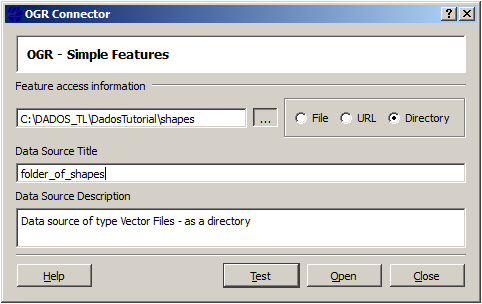 OGR Connector
OGR - Simple Features
Feature access information
C:\DADOS_TL\DadosTutorial\shapes ... File URL Directory
Data Source Title
folder_of_shapes
Data Source Description
Data source of type Vector Files - as a directory
Help Test Open Close